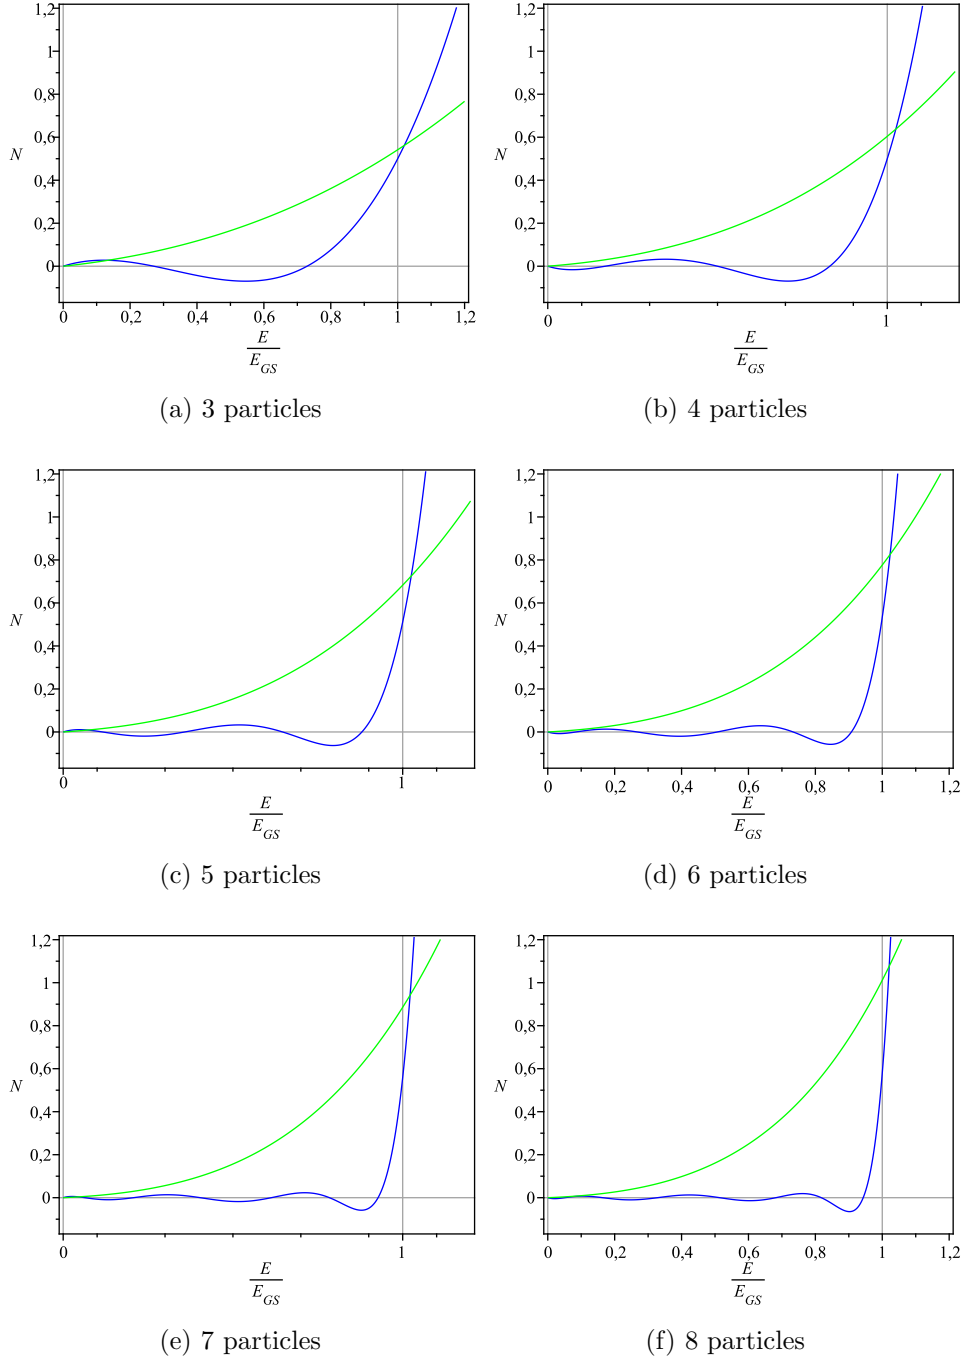 1,2
1
0,8
0,6
N
0,4
0,2
0
0 0,2 0,4 0,6 0,8 1 1,2
E
E_GS
(a) 3 particles
1,2
1
0,8
0,6
N
0,4
0,2
0
0 1
E
E_GS
(b) 4 particles
1,2
1
0,8
0,6
N
0,4
0,2
0
0 1
E
E_GS
(c) 5 particles
1,2
1
0,8
0,6
N
0,4
0,2
0
0 0,2 0,4 0,6 0,8 1 1,2
E
E_GS
(d) 6 particles
1,2
1
0,8
0,6
N
0,4
0,2
0
0 1
E
E_GS
(e) 7 particles
1,2
1
0,8
0,6
N
0,4
0,2
0
0 0,2 0,4 0,6 0,8 1 1,2
E
E_GS
(f) 8 particles